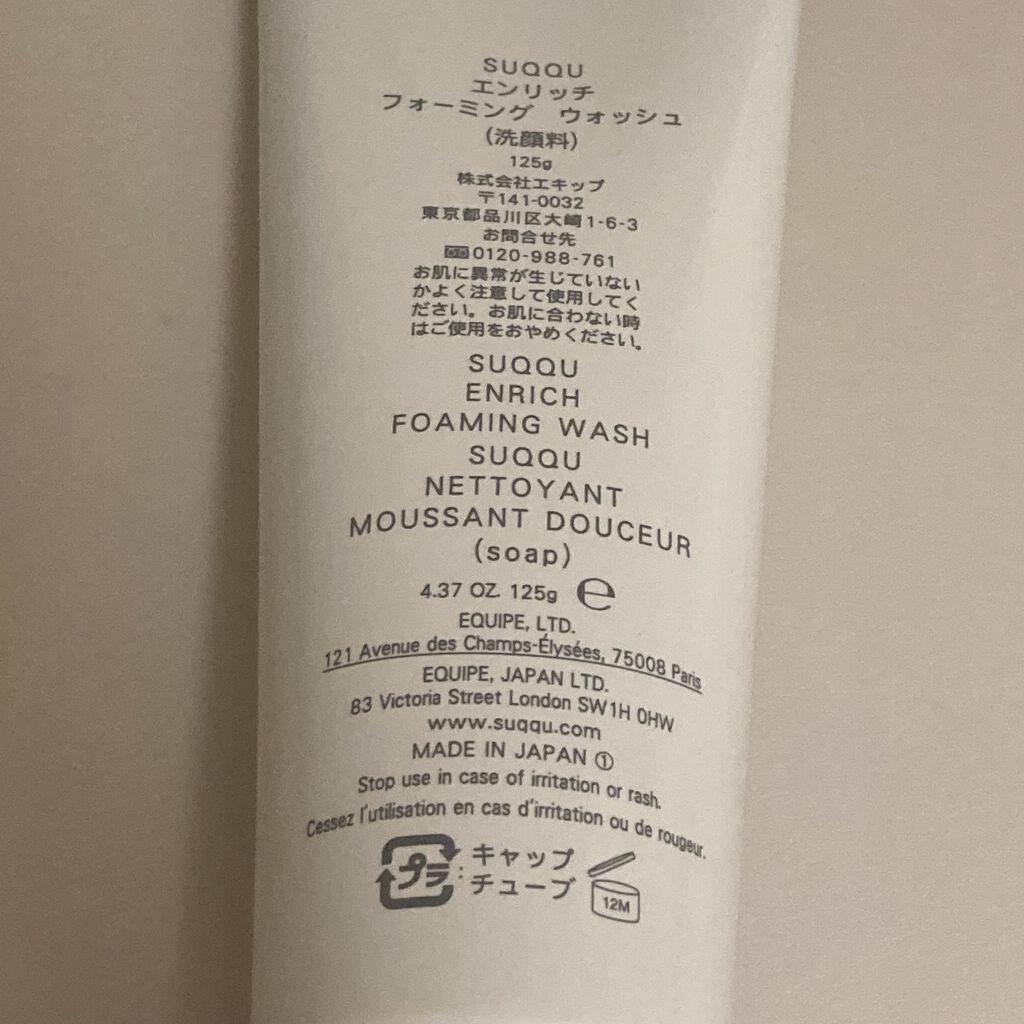 SUQQU
エンリッチ
フォーミング ウォッシュ
(洗顔料)
125g
株式会社エキップ
〒141-0032
東京都品川区大崎1-6-3
お問合せ先
0120-988-761
お肌に異常が生じていない
かよく注意して使用してく
ださい。お肌に合わない時
はご使用をおやめください。
SUQQU
ENRICH
FOAMING WASH
SUQQU
NETTOYANT
MOUSSANT DOUCEUR
(soap)
4.37 OZ. 125g ℮
EQUIPE, LTD.
121 Avenue des Champs-Élysées, 75008 Paris
EQUIPE, JAPAN LTD.
83 Victoria Street London SW1H 0HW
www.suqqu.com
MADE IN JAPAN ①
Stop use in case of irritation or rash.
Cessez l'utilisation en cas d'irritation ou de rougeur.
プラ: キャップ
チューブ
12M